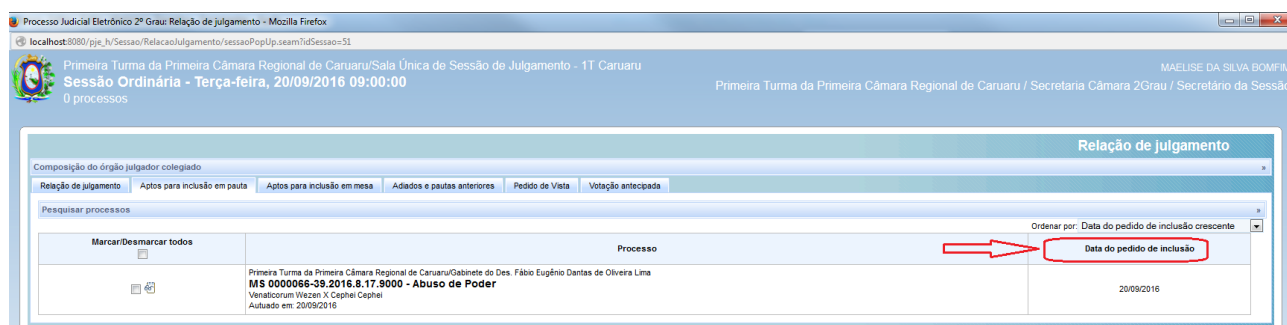 Processo Judicial Eletrônico 2º Grau: Relação de julgamento - Mozilla Firefox
localhost:8080/pje_h/Sessao/RelacaoJulgamento/sessaoPopUp.seam?idSessao=51
Primeira Turma da Primeira Câmara Regional de Caruaru/Sala Única de Sessão de Julgamento - 1T Caruaru
MAELISE DA SILVA BOMFIM
Sessão Ordinária - Terça-feira, 20/09/2016 09:00:00
Primeira Turma da Primeira Câmara Regional de Caruaru / Secretaria Câmara 2Grau / Secretário da Sessão
0 processos
Relação de julgamento
Composição do órgão julgador colegiado
Relação de julgamento Aptos para inclusão em pauta Aptos para inclusão em mesa Adiados e pautas anteriores Pedido de Vista Votação antecipada
Pesquisar processos
Ordenar por: Data do pedido de inclusão crescente
Marcar/Desmarcar todos Processo Data do pedido de inclusão
Primeira Turma da Primeira Câmara Regional de Caruaru/Gabinete do Des. Fábio Eugênio Dantas de Oliveira Lima
MS 0000066-39.2016.8.17.9000 - Abuso de Poder
Venaticorum Wezen X Cephei Cephei
Autuado em: 20/09/2016
20/09/2016